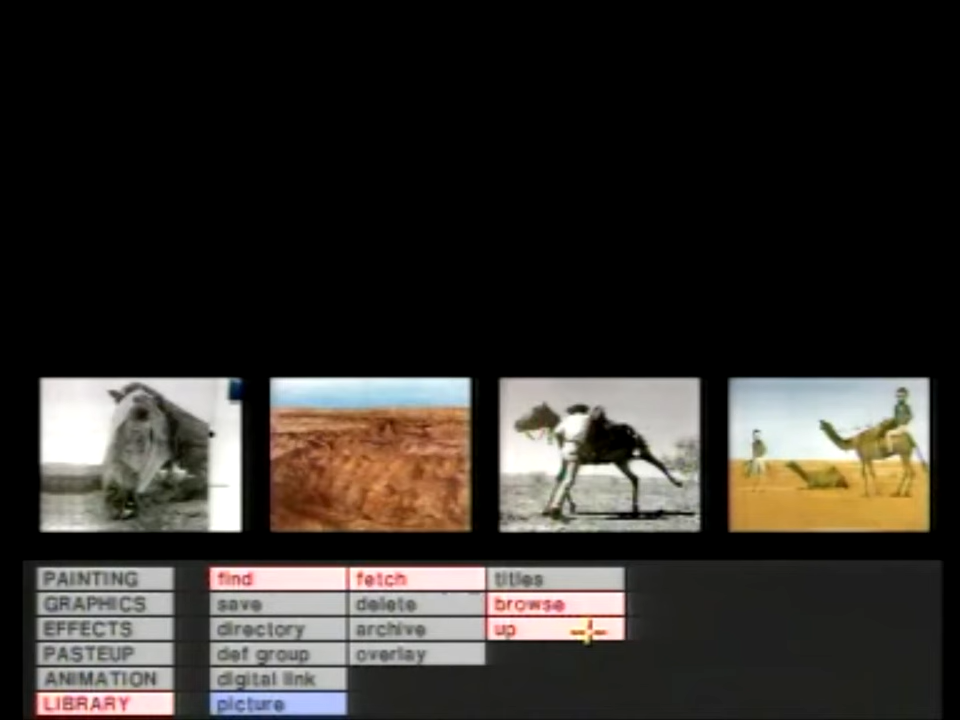 PAINTING find fetch titles
GRAPHICS save delete browse
EFFECTS directory archive up
PASTEUP def group overlay
ANIMATION digital link
LIBRARY picture